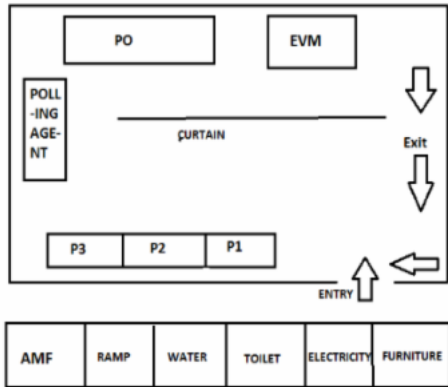 PO
EVM
POLL
-ING
AGE-
NT
CURTAIN
Exit
P3 P2 P1
ENTRY
AMF RAMP WATER TOILET ELECTRICITY FURNITURE